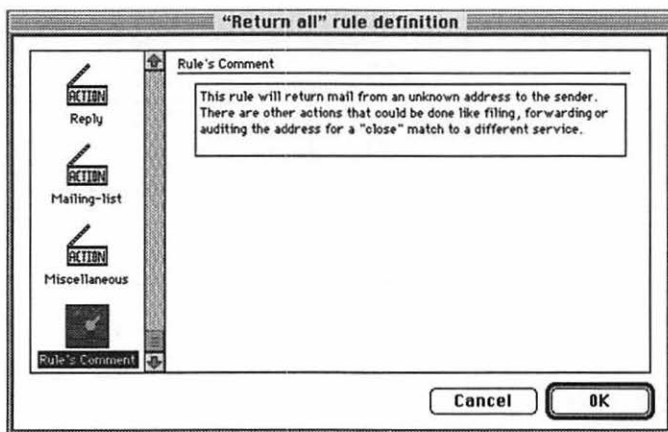 “Return all” rule definition
ACTION
Reply
ACTION
Mailing-list
ACTION
Miscellaneous
Rule's Comment
Rule's Comment
This rule will return mail from an unknown address to the sender.
There are other actions that could be done like filing, forwarding or
auditing the address for a "close" match to a different service.
Cancel
OK